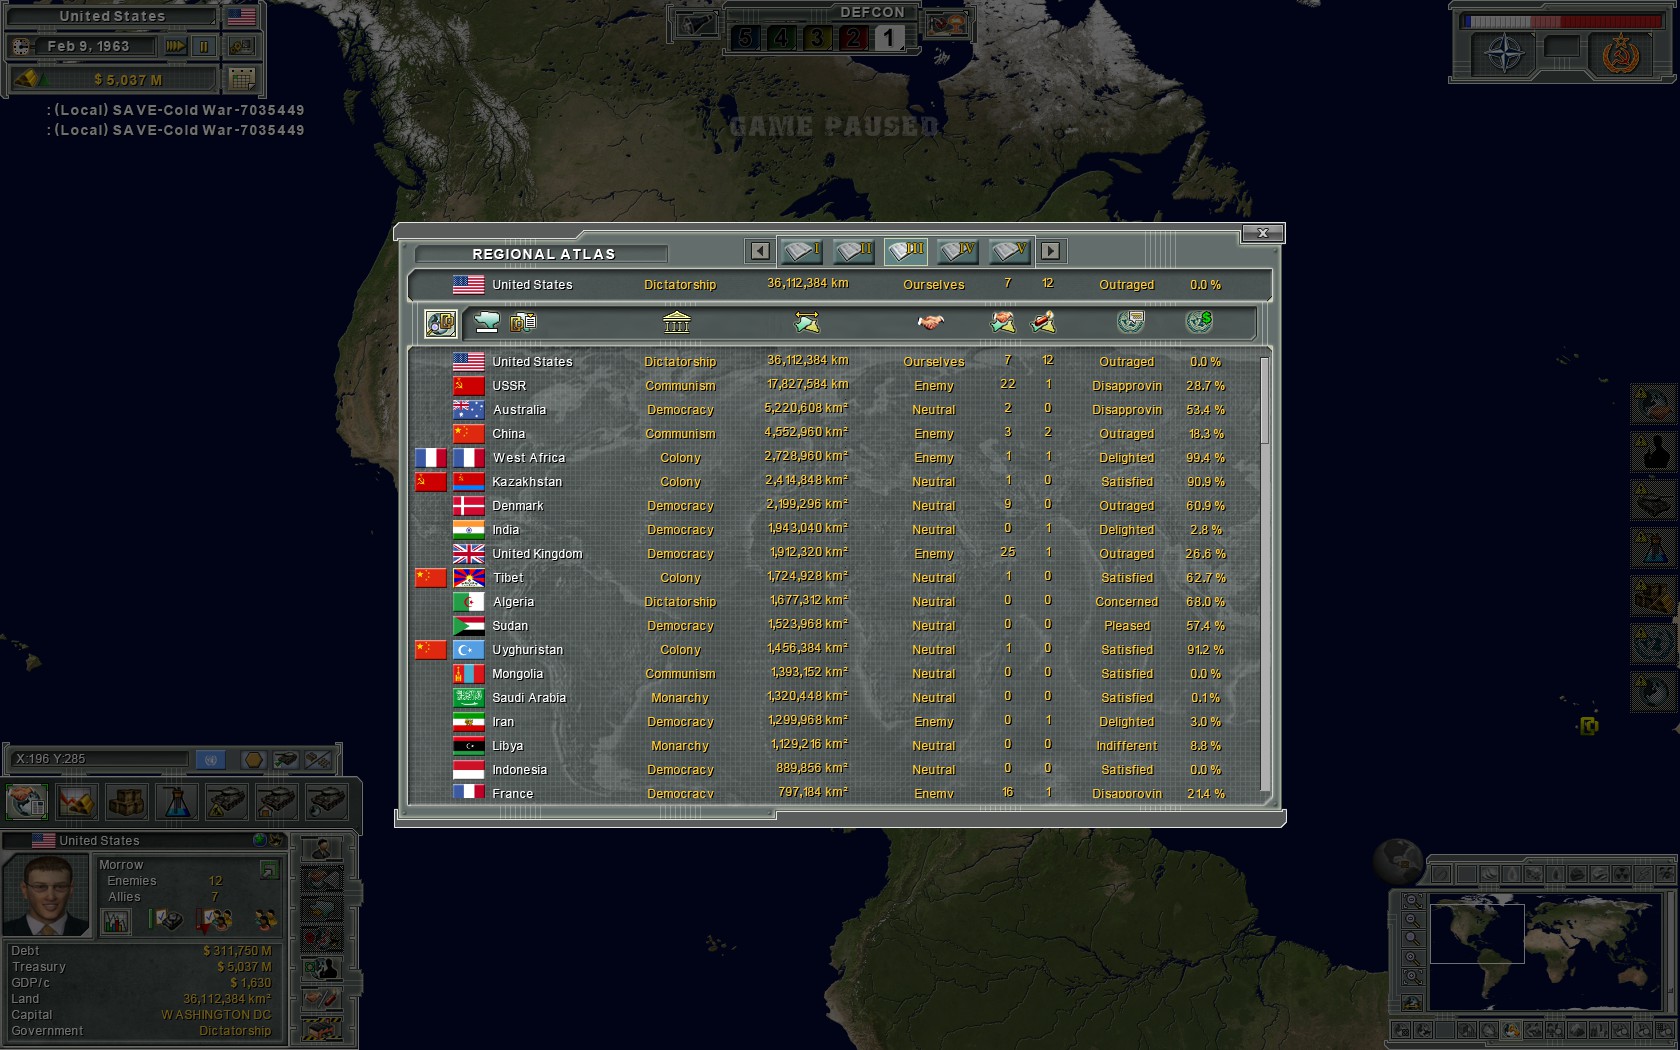 United States
Feb 9, 1963
$ 5,037 M
: (Local) SAVE-Cold War-7035449
: (Local) SAVE-Cold War-7035449
DEFCON
5 4 3 2 1
GAME PAUSED
REGIONAL ATLAS
I II III IV V
X
United States Dictatorship 36,112,384 km Ourselves 7 12 Outraged 0.0 %
United States Dictatorship 36,112,384 km Ourselves 7 12 Outraged 0.0 %
USSR Communism 17,827,584 km Enemy 22 1 Disapprovin 28.7 %
Australia Democracy 5,220,608 km² Neutral 2 0 Disapprovin 53.4 %
China Communism 4,552,960 km² Enemy 3 2 Outraged 18.3 %
West Africa Colony 2,728,960 km² Enemy 1 1 Delighted 99.4 %
Kazakhstan Colony 2,414,848 km² Neutral 1 0 Satisfied 90.9 %
Denmark Democracy 2,199,296 km² Neutral 9 0 Outraged 60.9 %
India Democracy 1,943,040 km² Neutral 0 1 Delighted 2.8 %
United Kingdom Democracy 1,912,320 km² Enemy 25 1 Outraged 26.6 %
Tibet Colony 1,724,928 km² Neutral 1 0 Satisfied 62.7 %
Algeria Dictatorship 1,677,312 km² Neutral 0 0 Concerned 68.0 %
Sudan Democracy 1,523,968 km² Neutral 0 0 Pleased 57.4 %
Uyghuristan Colony 1,456,384 km² Neutral 1 0 Satisfied 91.2 %
Mongolia Communism 1,393,152 km² Neutral 0 0 Satisfied 0.0 %
Saudi Arabia Monarchy 1,320,448 km² Neutral 0 0 Satisfied 0.1 %
Iran Democracy 1,299,968 km² Enemy 0 1 Delighted 3.0 %
Libya Monarchy 1,129,216 km² Neutral 0 0 Indifferent 8.8 %
Indonesia Democracy 889,856 km² Neutral 0 0 Satisfied 0.0 %
France Democracy 797,184 km² Enemy 16 1 Disapprovin 21.4 %
X:196 Y:285
United States
Morrow
Enemies 12
Allies 7
Debt $ 311,750 M
Treasury $ 5,037 M
GDP/c $ 1,630
Land 36,112,384 km²
Capital WASHINGTON DC
Government Dictatorship